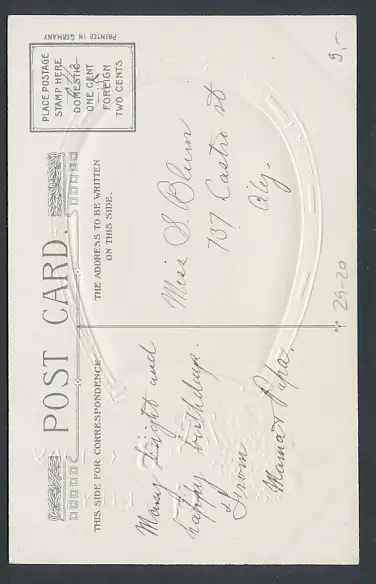 POST CARD.
THIS SIDE FOR CORRESPONDENCE.
THE ADDRESS TO BE WRITTEN
ON THIS SIDE.
PLACE POSTAGE
STAMP HERE
DOMESTIC
ONE CENT
FOREIGN
TWO CENTS
PRINTED IN GERMANY
Many bright and
happy birthdays.
From
Mama & Papa.
Miss S. Blum
737 Castro st
City.
29-20
9,-